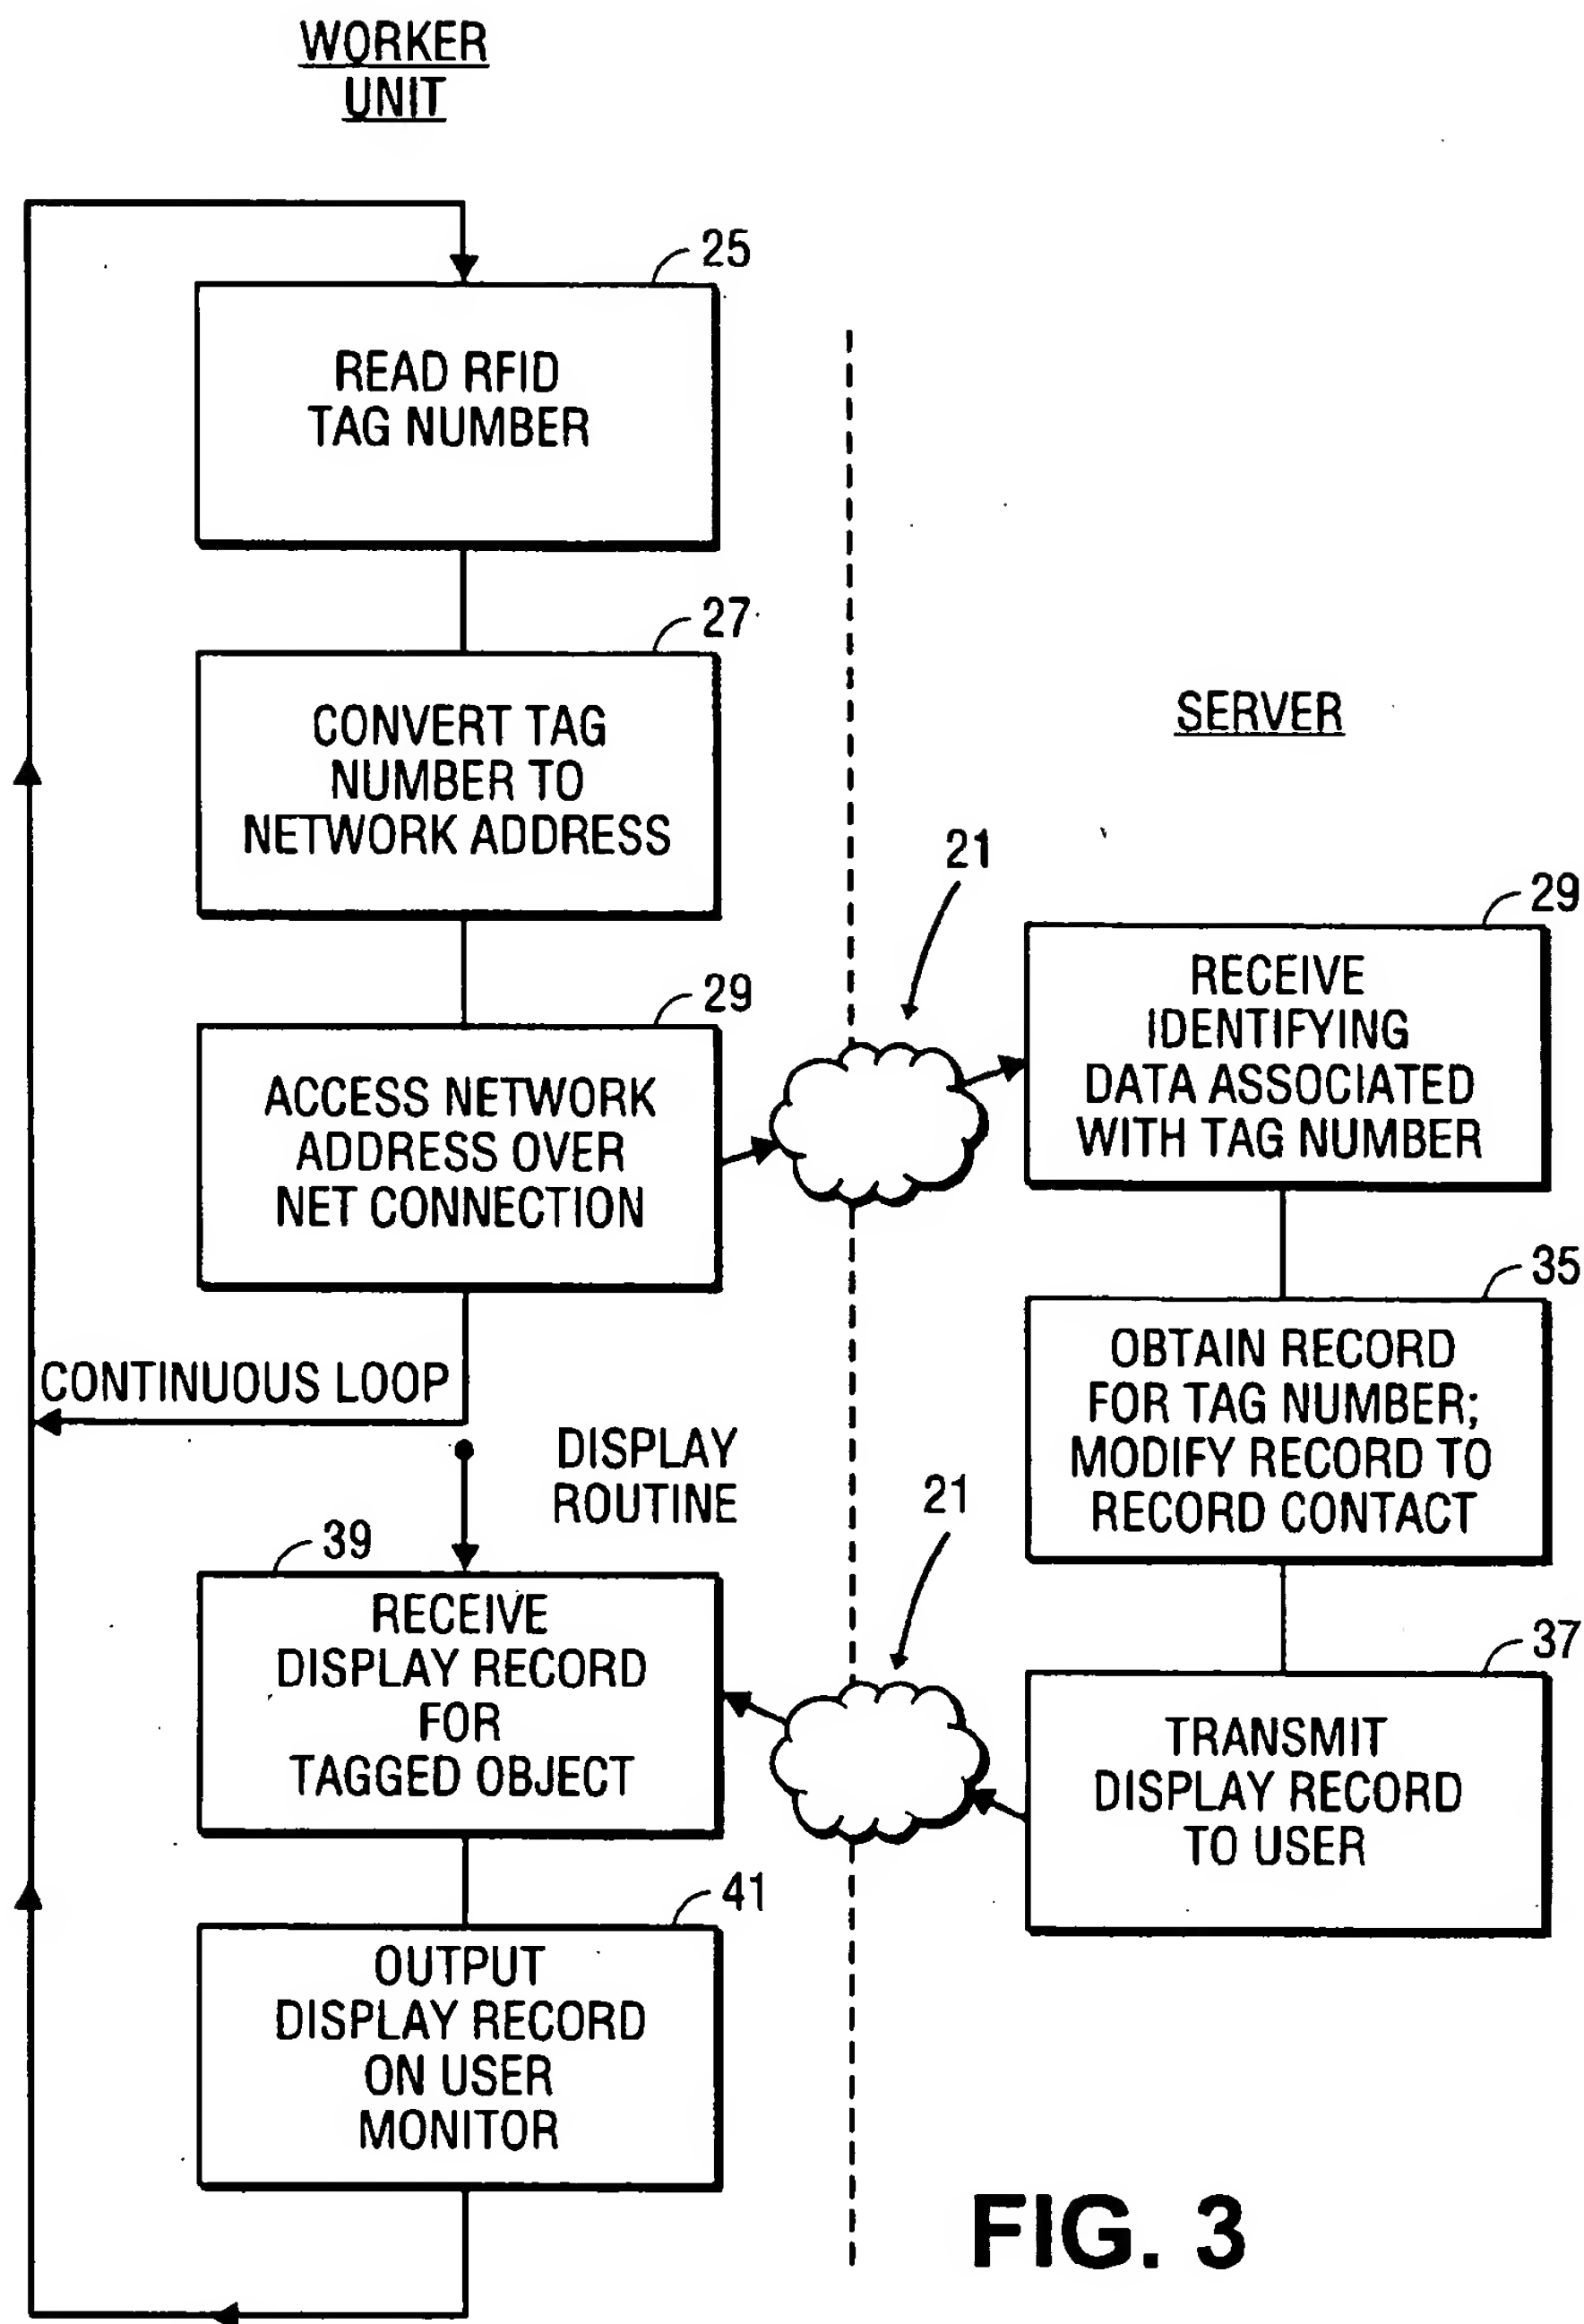 WORKER
UNIT
25
READ RFID
TAG NUMBER
27
CONVERT TAG
NUMBER TO
NETWORK ADDRESS
29
ACCESS NETWORK
ADDRESS OVER
NET CONNECTION
CONTINUOUS LOOP
DISPLAY
ROUTINE
39
RECEIVE
DISPLAY RECORD
FOR
TAGGED OBJECT
41
OUTPUT
DISPLAY RECORD
ON USER
MONITOR
21
21
SERVER
29
RECEIVE
IDENTIFYING
DATA ASSOCIATED
WITH TAG NUMBER
35
OBTAIN RECORD
FOR TAG NUMBER;
MODIFY RECORD TO
RECORD CONTACT
37
TRANSMIT
DISPLAY RECORD
TO USER
FIG. 3